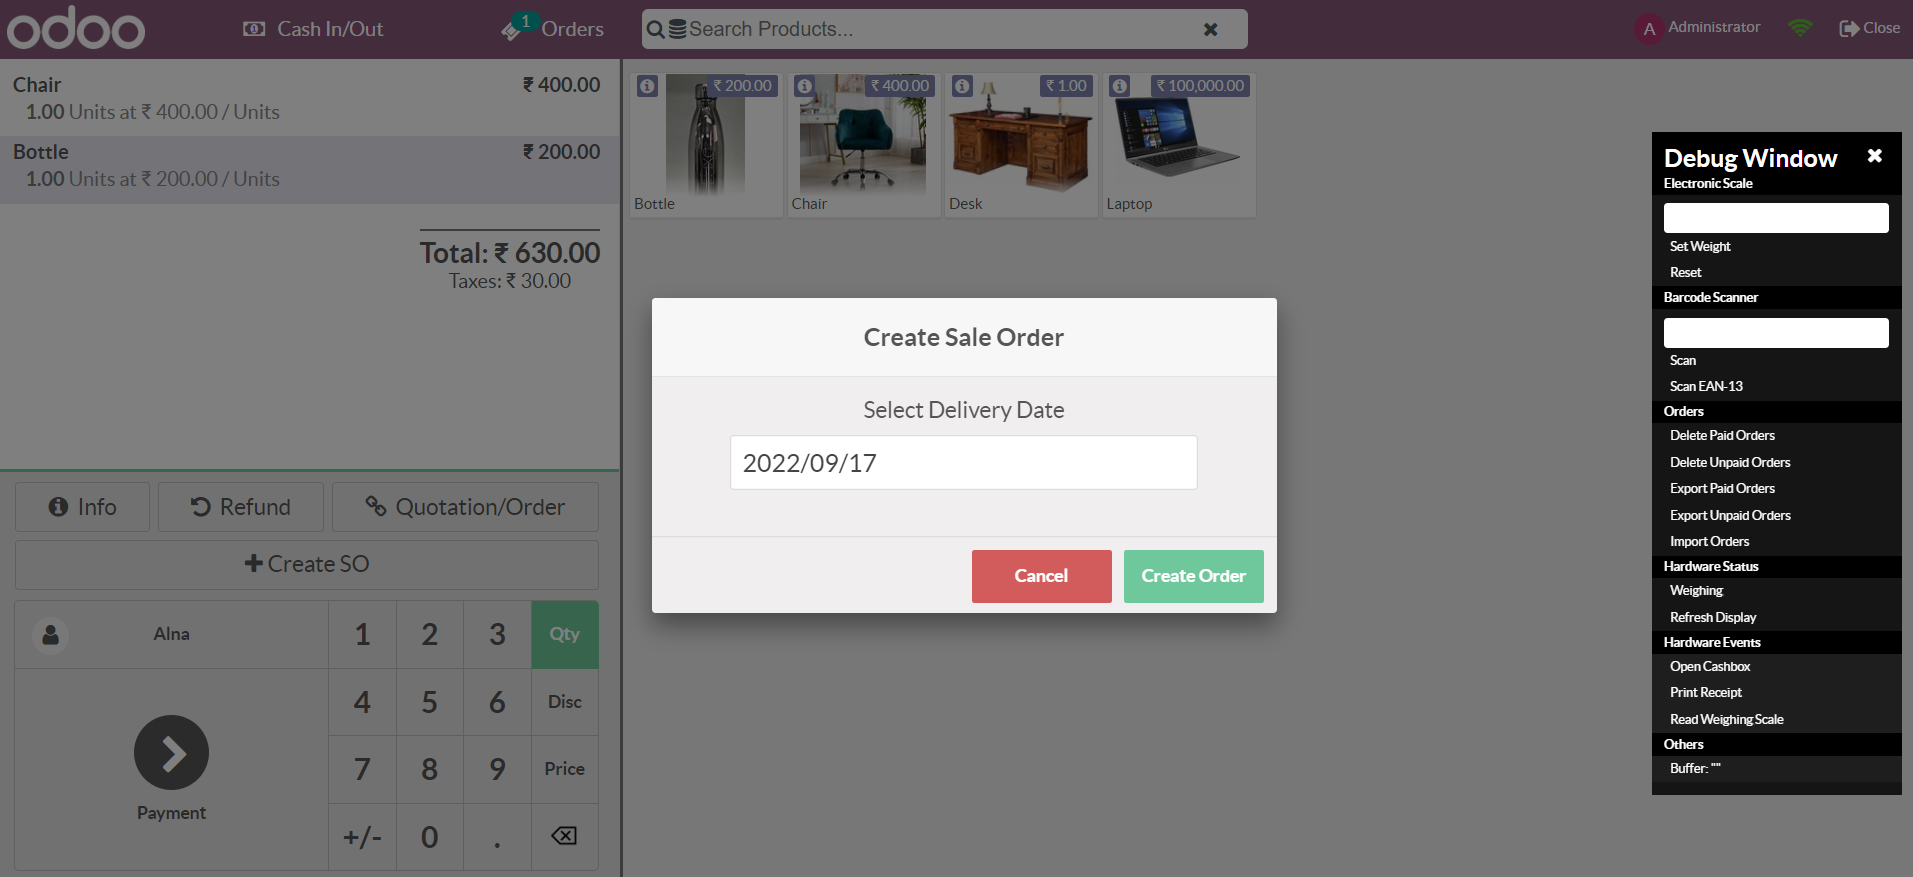 odoo
Cash In/Out
1
Orders
Search Products...
A
Administrator
Close
Chair
₹ 400.00
1.00 Units at ₹ 400.00 / Units
Bottle
₹ 200.00
1.00 Units at ₹ 200.00 / Units
Total: ₹ 630.00
Taxes: ₹ 30.00
₹ 200.00
Bottle
₹ 400.00
Chair
₹ 1.00
Desk
₹ 100,000.00
Laptop
Create Sale Order
Select Delivery Date
2022/09/17
Cancel
Create Order
Info
Refund
Quotation/Order
Create SO
Alna
Payment
1 2 3 Qty
4 5 6 Disc
7 8 9 Price
+/- 0 .
Debug Window
Electronic Scale
Set Weight
Reset
Barcode Scanner
Scan
Scan EAN-13
Orders
Delete Paid Orders
Delete Unpaid Orders
Export Paid Orders
Export Unpaid Orders
Import Orders
Hardware Status
Weighing
Refresh Display
Hardware Events
Open Cashbox
Print Receipt
Read Weighing Scale
Others
Buffer: ""